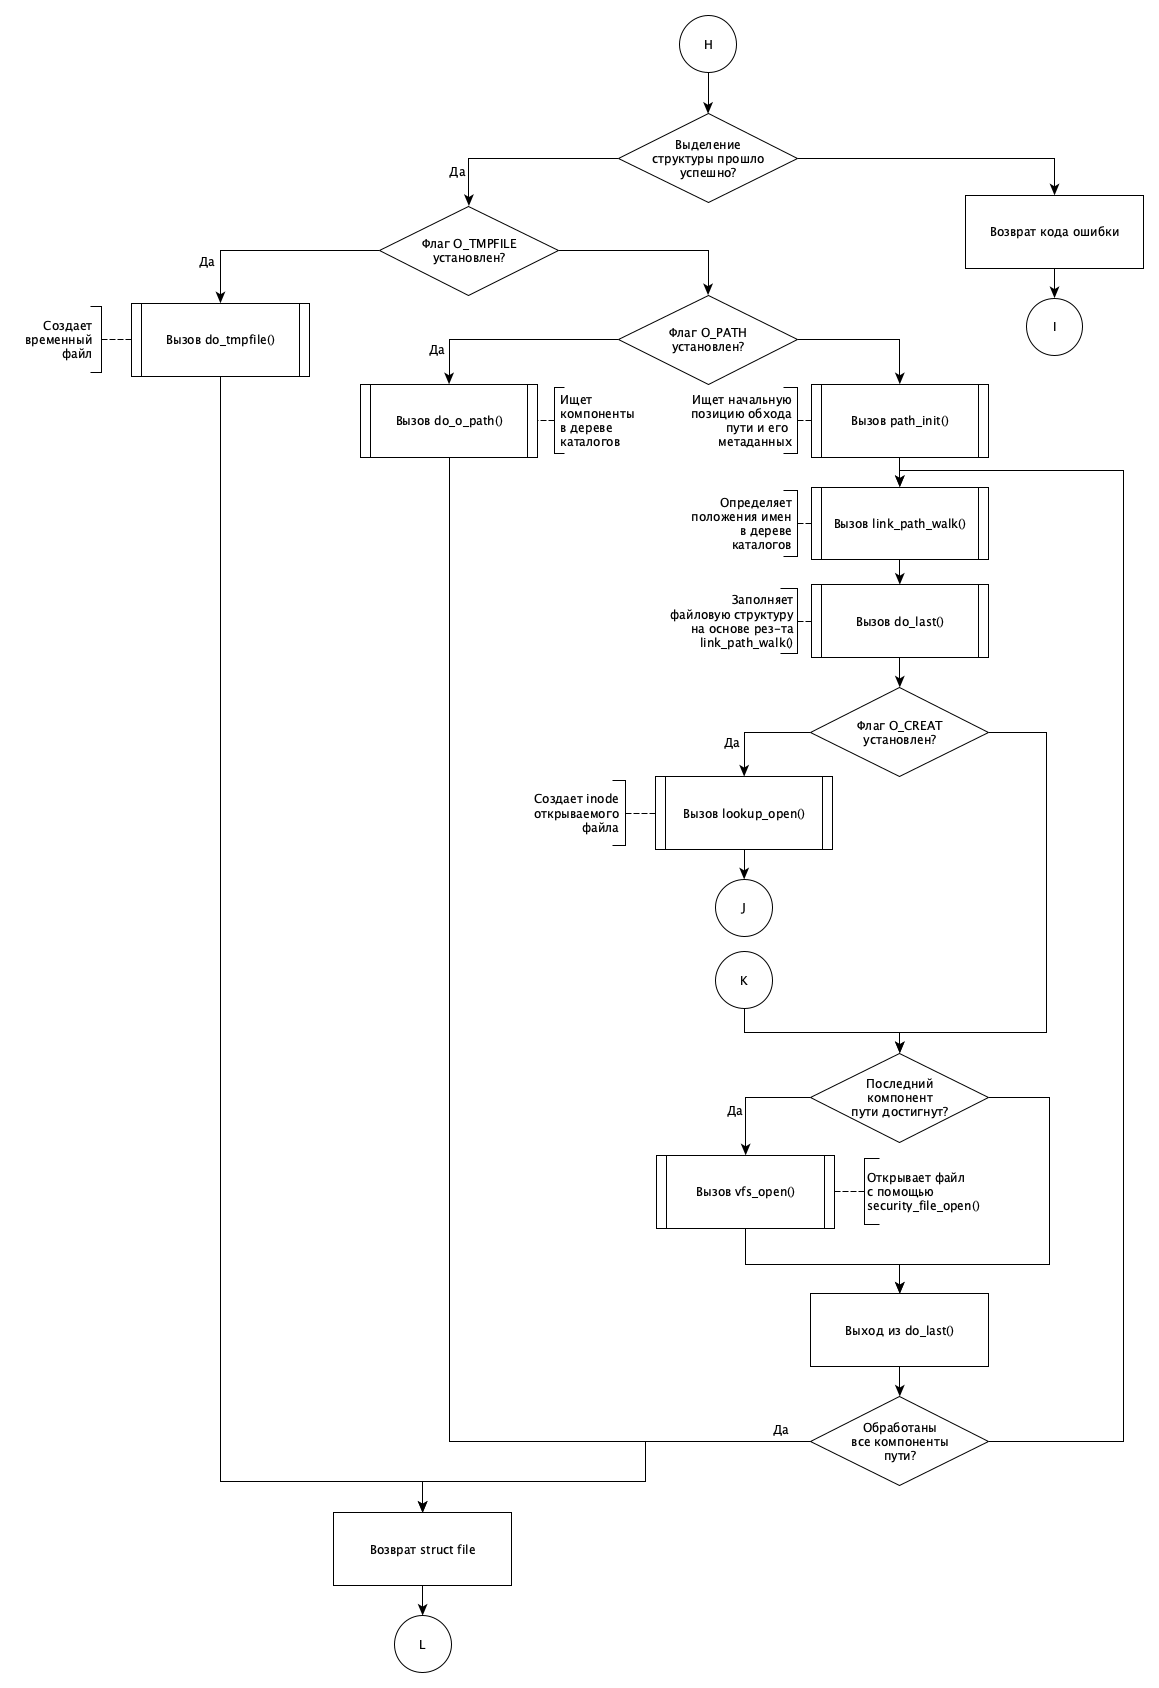 H
Выделение
структуры прошло
успешно?
Да
Возврат кода ошибки
I
Флаг O_TMPFILE
установлен?
Да
Создает
временный
файл
Вызов do_tmpfile()
Флаг O_PATH
установлен?
Да
Вызов do_o_path()
Ищет
компоненты
в дереве
каталогов
Ищет начальную
позицию обхода
пути и его
метаданных
Вызов path_init()
Определяет
положения имен
в дереве
каталогов
Вызов link_path_walk()
Заполняет
файловую структуру
на основе рез-та
link_path_walk()
Вызов do_last()
Флаг O_CREAT
установлен?
Да
Создает inode
открываемого
файла
Вызов lookup_open()
J
K
Последний
компонент
пути достигнут?
Да
Вызов vfs_open()
Открывает файл
с помощью
security_file_open()
Выход из do_last()
Обработаны
все компоненты
пути?
Да
Возврат struct file
L